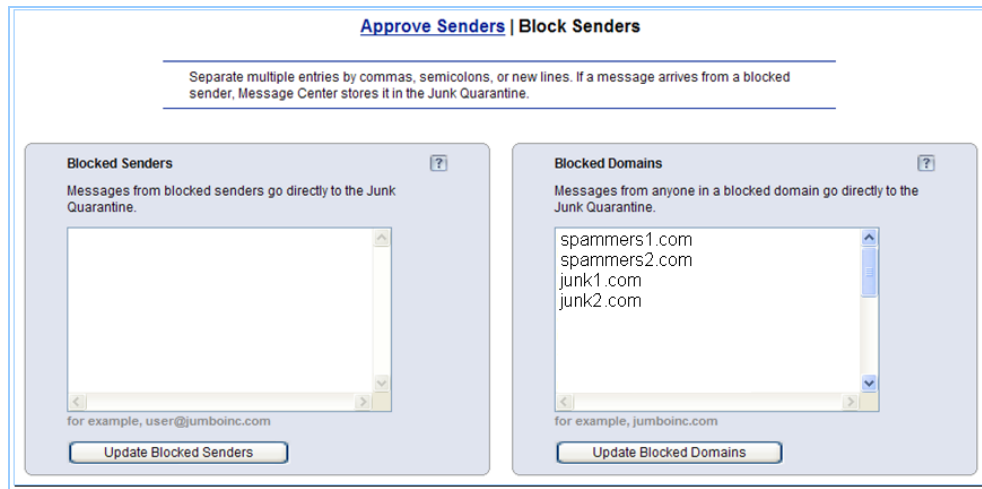 Approve Senders | Block Senders
Separate multiple entries by commas, semicolons, or new lines. If a message arrives from a blocked
sender, Message Center stores it in the Junk Quarantine.
Blocked Senders
?
Messages from blocked senders go directly to the Junk
Quarantine.
for example, user@jumboinc.com
Update Blocked Senders
Blocked Domains
?
Messages from anyone in a blocked domain go directly to the
Junk Quarantine.
spammers1.com
spammers2.com
junk1.com
junk2.com
for example, jumboinc.com
Update Blocked Domains